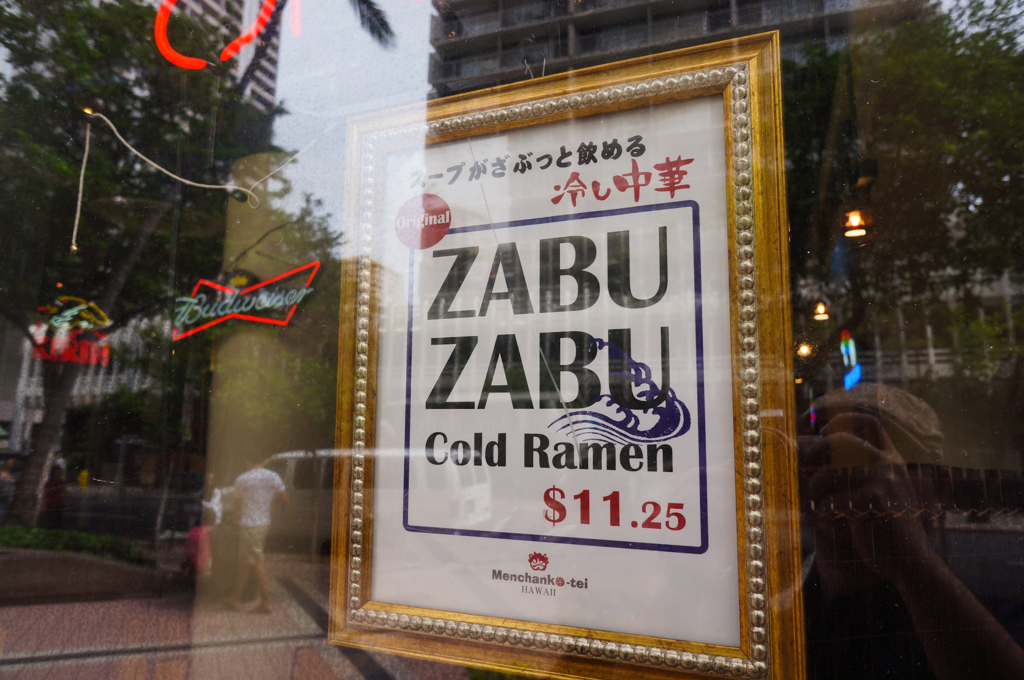 スープがざぶっと飲める
冷し中華
Original
ZABU
ZABU
Cold Ramen
$11.25
Menchanko-tei
HAWAII
Budweiser